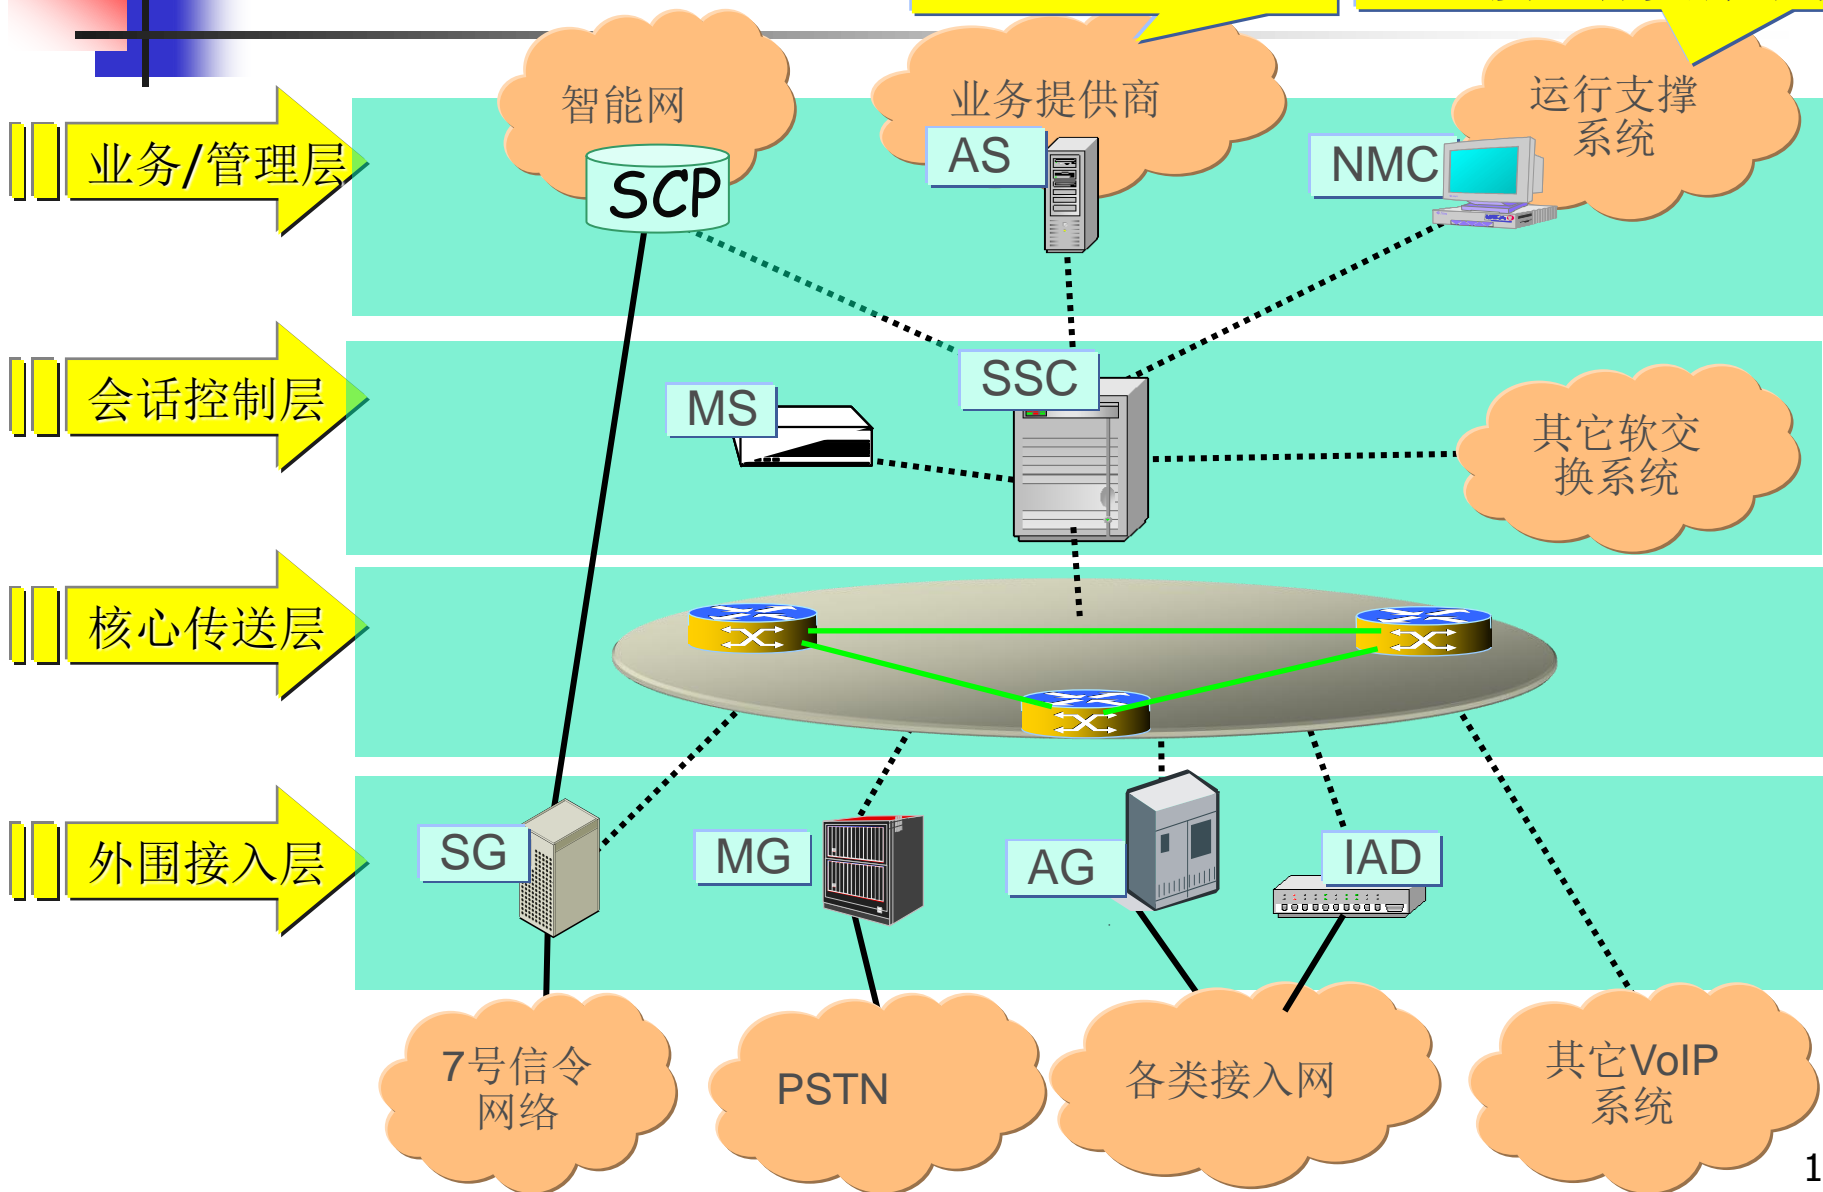 智能网
业务提供商
运行支撑
系统
业务/管理层
SCP
AS
NMC
会话控制层
MS
SSC
其它软交
换系统
核心传送层
外围接入层
SG
MG
AG
IAD
7号信令
网络
PSTN
各类接入网
其它VoIP
系统
1